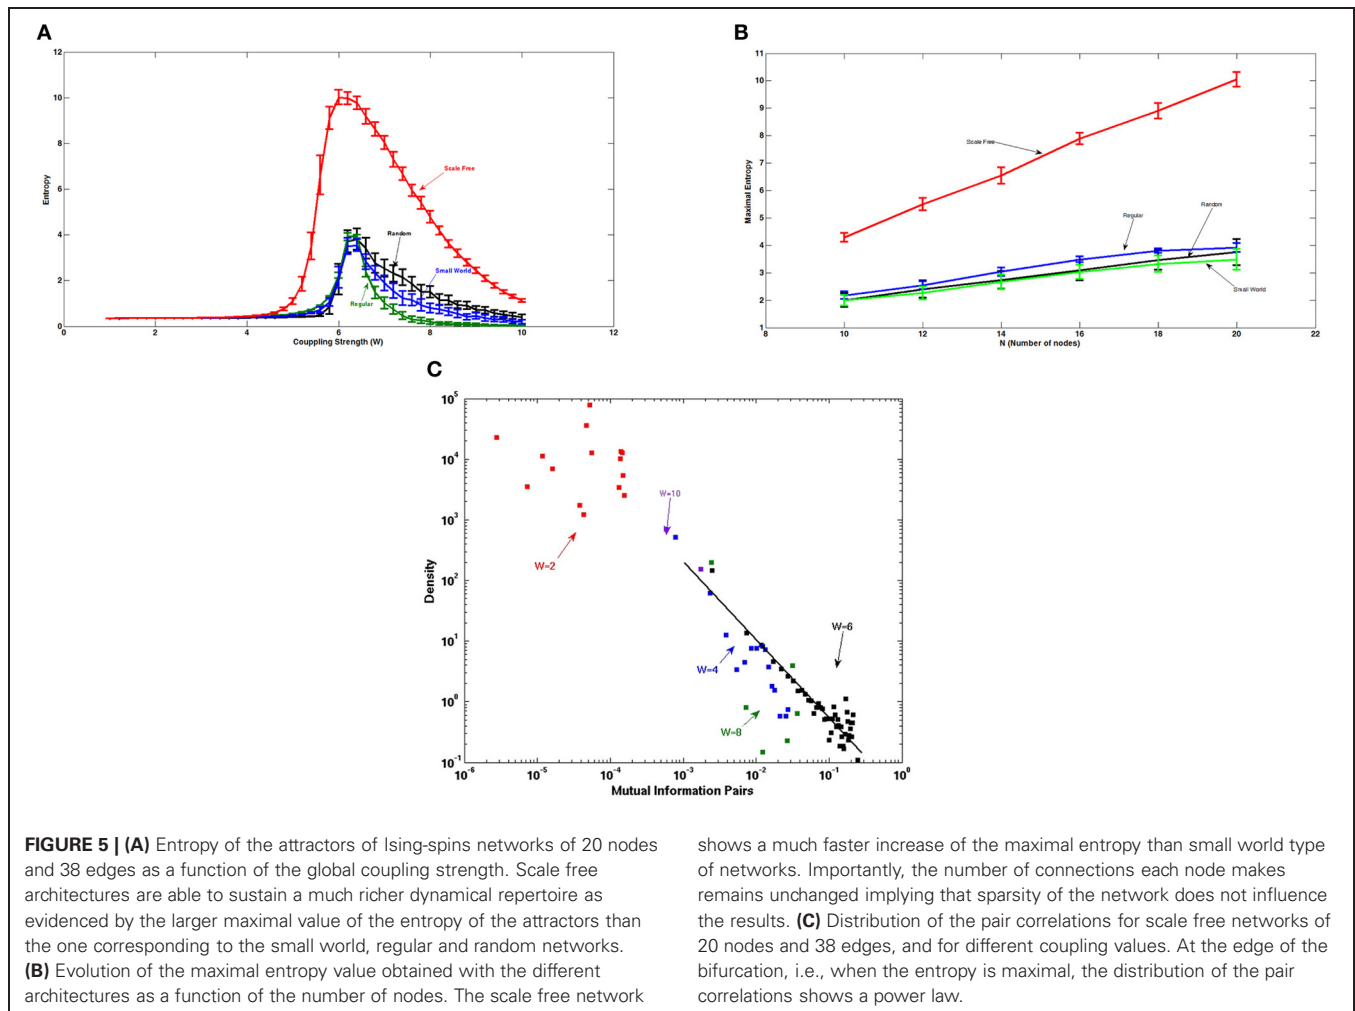 A
12
10
8
6
4
2
0
Entropy
0
2
4
6
8
10
12
Couppling Strength (W)
Scale Free
Random
Small World
Regular
B
11
10
9
8
7
6
5
4
3
2
1
Maximal Entropy
8
10
12
14
16
18
20
22
N (Number of nodes)
Scale Free
Regular
Random
Small World
C
10^5
10^4
10^3
10^2
10^1
10^0
10^-1
Density
10^-6
10^-5
10^-4
10^-3
10^-2
10^-1
10^0
Mutual Information Pairs
W=2
W=10
W=4
W=8
W=6
FIGURE 5 | (A) Entropy of the attractors of Ising-spins networks of 20 nodes
and 38 edges as a function of the global coupling strength. Scale free
architectures are able to sustain a much richer dynamical repertoire as
evidenced by the larger maximal value of the entropy of the attractors than
the one corresponding to the small world, regular and random networks.
(B) Evolution of the maximal entropy value obtained with the different
architectures as a function of the number of nodes. The scale free network
shows a much faster increase of the maximal entropy than small world type
of networks. Importantly, the number of connections each node makes
remains unchanged implying that sparsity of the network does not influence
the results. (C) Distribution of the pair correlations for scale free networks of
20 nodes and 38 edges, and for different coupling values. At the edge of the
bifurcation, i.e., when the entropy is maximal, the distribution of the pair
correlations shows a power law.